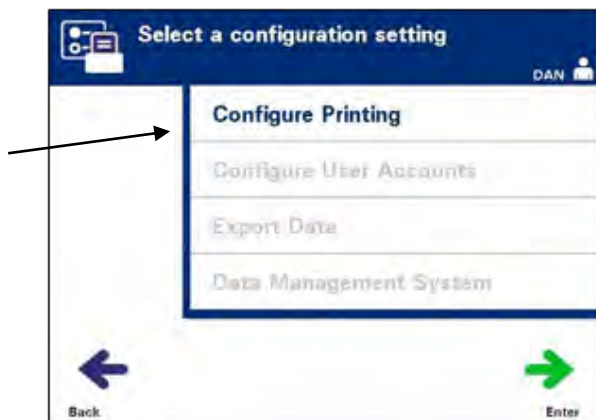 Select a configuration setting
DAN
Configure Printing
Configure User Accounts
Export Date
Data Management System
Back
Enter